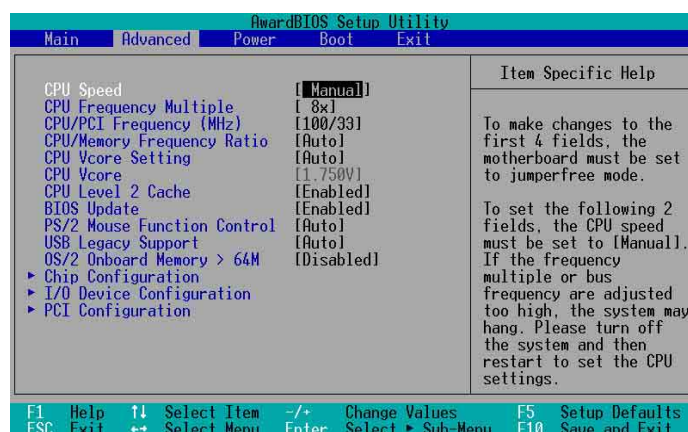 AwardBIOS Setup Utility
Main Advanced Power Boot Exit
Item Specific Help
CPU Speed [ Manual]
CPU Frequency Multiple [ 8x]
CPU/PCI Frequency (MHz) [100/33]
CPU/Memory Frequency Ratio [Auto]
CPU Vcore Setting [Auto]
CPU Vcore [1.750V]
CPU Level 2 Cache [Enabled]
BIOS Update [Enabled]
PS/2 Mouse Function Control [Auto]
USB Legacy Support [Auto]
OS/2 Onboard Memory > 64M [Disabled]
▸ Chip Configuration
▸ I/O Device Configuration
▸ PCI Configuration
To make changes to the
first 4 fields, the
motherboard must be set
to jumperfree mode.
To set the following 2
fields, the CPU speed
must be set to [Manual].
If the frequency
multiple or bus
frequency are adjusted
too high, the system may
hang. Please turn off
the system and then
restart to set the CPU
settings.
F1 Help ↑↓ Select Item -/+ Change Values F5 Setup Defaults
ESC Exit ↔ Select Menu Enter Select ▸ Sub-Menu F10 Save and Exit